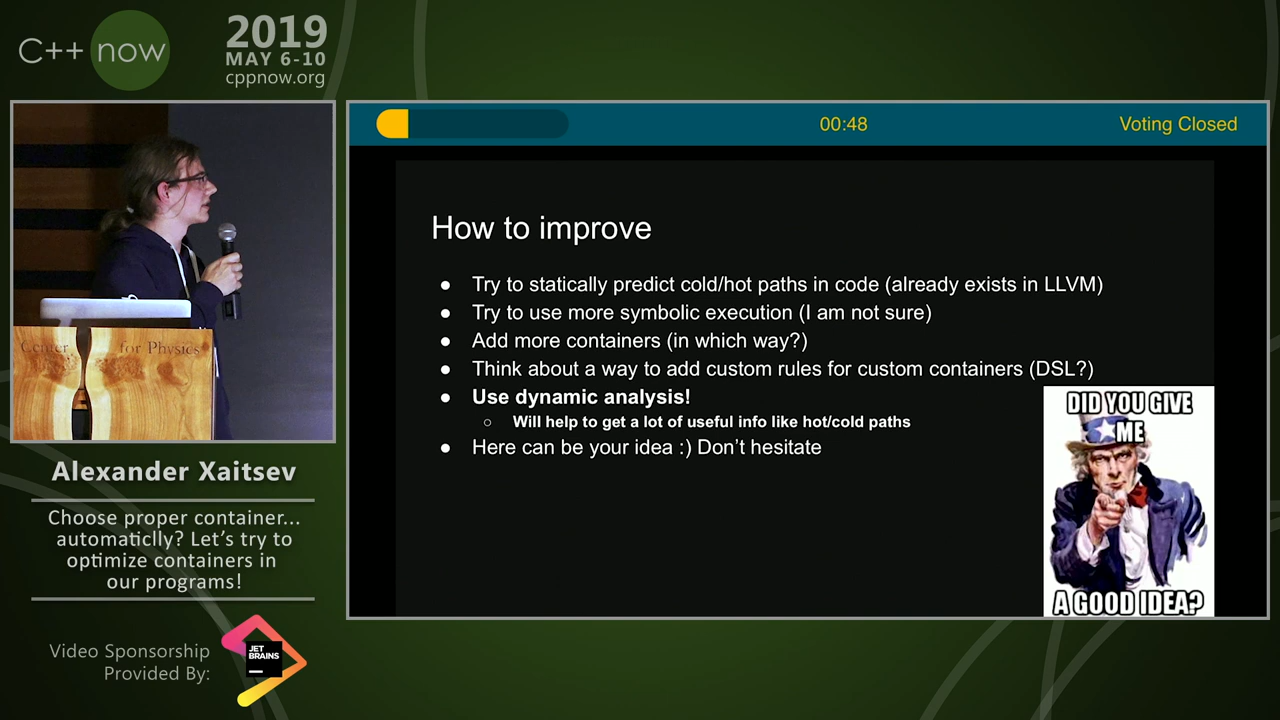 C++ now
2019
MAY 6-10
cppnow.org
Center for Physics
Alexander Xaitsev
Choose proper container...
automaticlly? Let's try to
optimize containers in
our programs!
Video Sponsorship
Provided By:
JET
BRAINS
00:48
Voting Closed
How to improve
● Try to statically predict cold/hot paths in code (already exists in LLVM)
● Try to use more symbolic execution (I am not sure)
● Add more containers (in which way?)
● Think about a way to add custom rules for custom containers (DSL?)
● Use dynamic analysis!
○ Will help to get a lot of useful info like hot/cold paths
● Here can be your idea :) Don't hesitate
DID YOU GIVE
ME
A GOOD IDEA?